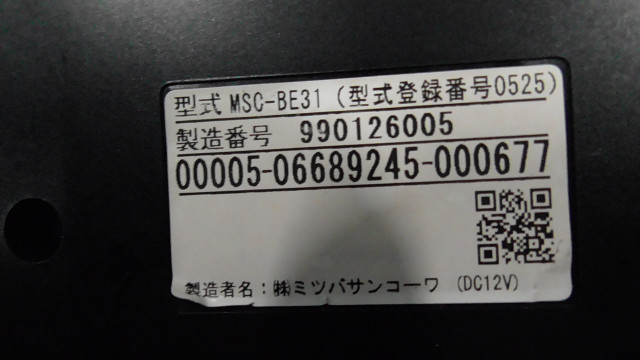 型式 MSC-BE31 (型式登録番号0525)
製造番号 990126005
00005-06689245-000677
製造者名:㈱ミツバサンコーワ (DC12V)